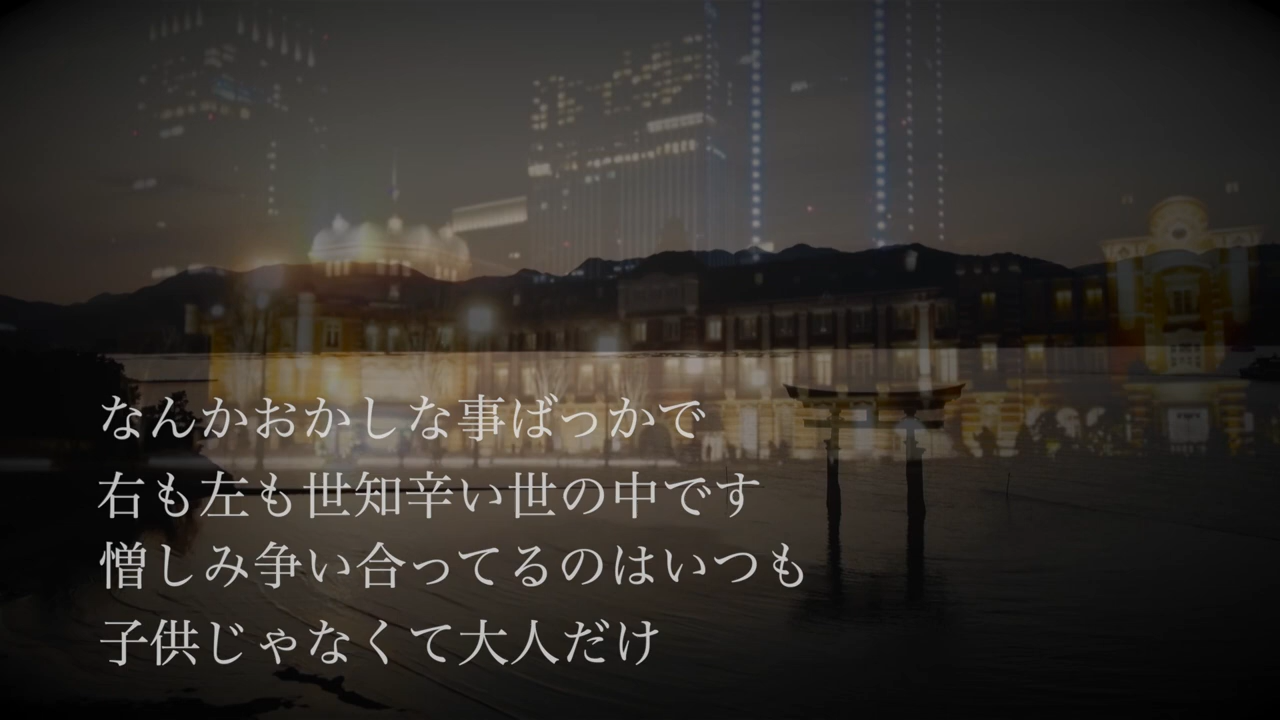 なんかおかしな事ばっかで
右も左も世知辛い世の中です
憎しみ争い合ってるのはいつも
子供じゃなくて大人だけ